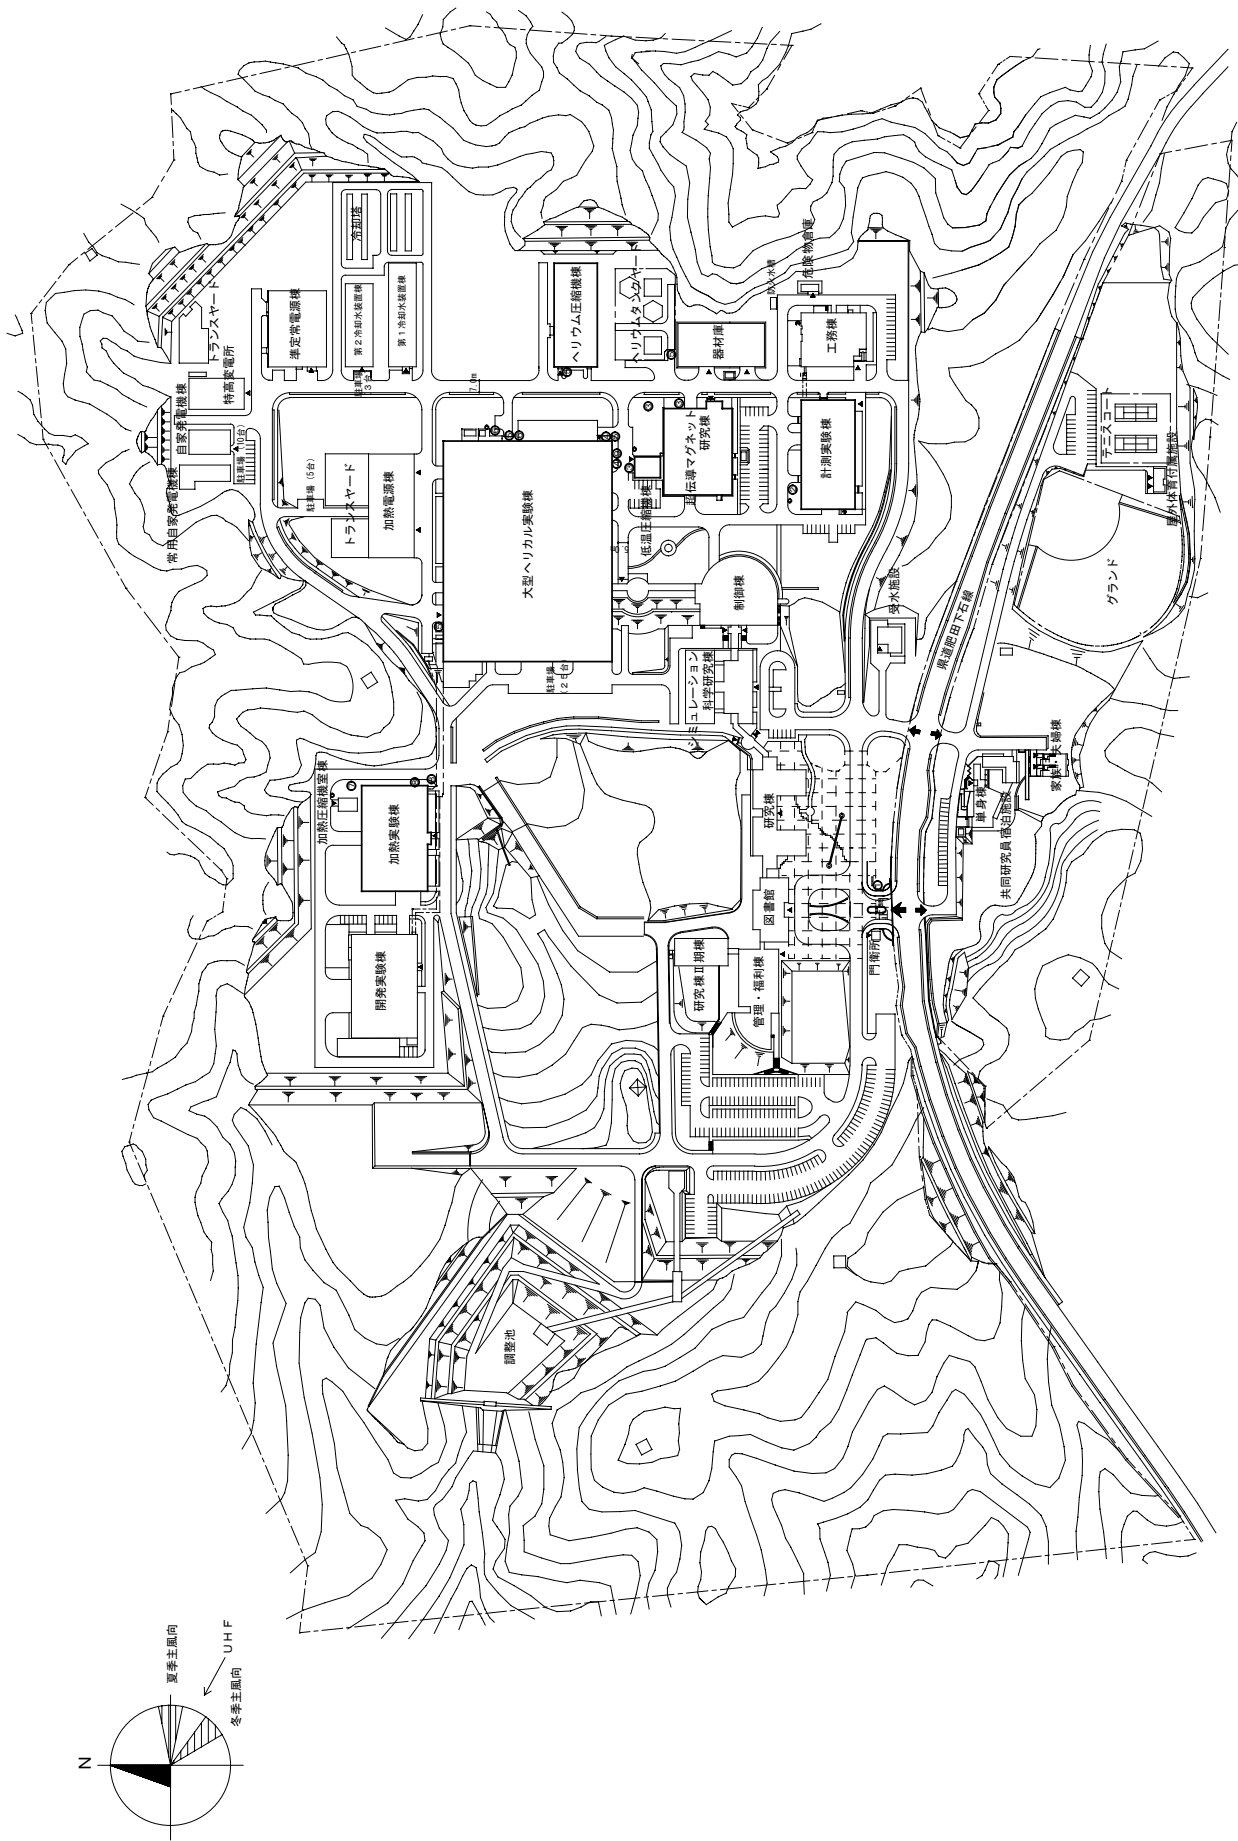 冷却塔
トランスヤード
準定常電源棟
第2冷却水装置棟
第1冷却水装置棟
ヘリウム圧縮機棟
ヘリウムタンクヤード
危険物倉庫
防火水槽
器材庫
工務棟
特高変電所
自家発電機棟
常用自家発電機棟
駐車場(10台)
駐車場
(3台)
7.0m
駐車場(5台)
トランスヤード
加熱電源棟
大型ヘリカル実験棟
低温圧縮機棟
超伝導マグネット
研究棟
計測実験棟
制御棟
駐車場
(25台)
シミュレーション
科学研究棟
受水施設
県道肥田下石線
テニスコート
屋外体育付属施設
グランド
加熱圧縮機室棟
加熱実験棟
開発実験棟
研究棟
図書館
研究棟Ⅱ期棟
管理・福利棟
門衛所
家族・夫婦棟
単身棟
共同研究員宿泊施設
調整池
N
夏季主風向
UHF
冬季主風向